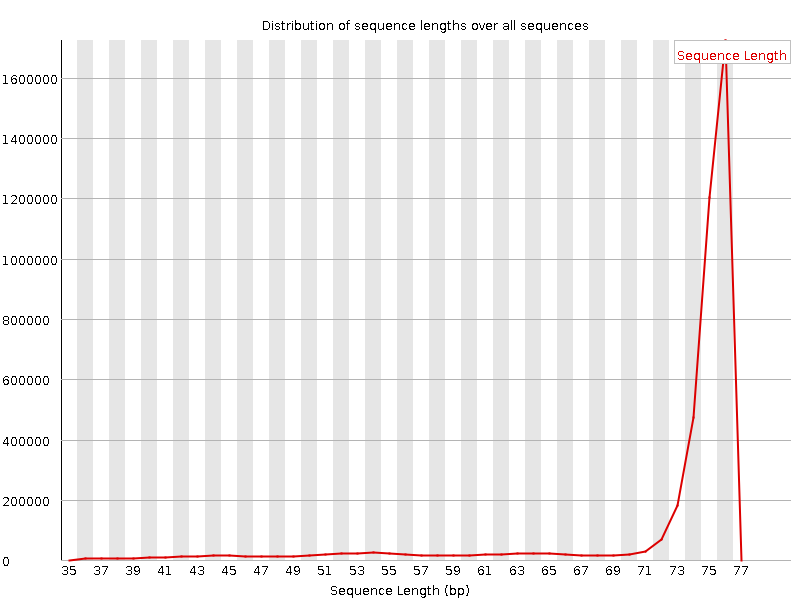 Distribution of sequence lengths over all sequences
Sequence Length
1600000
1400000
1200000
1000000
800000
600000
400000
200000
0
35 37 39 41 43 45 47 49 51 53 55 57 59 61 63 65 67 69 71 73 75 77
Sequence Length (bp)